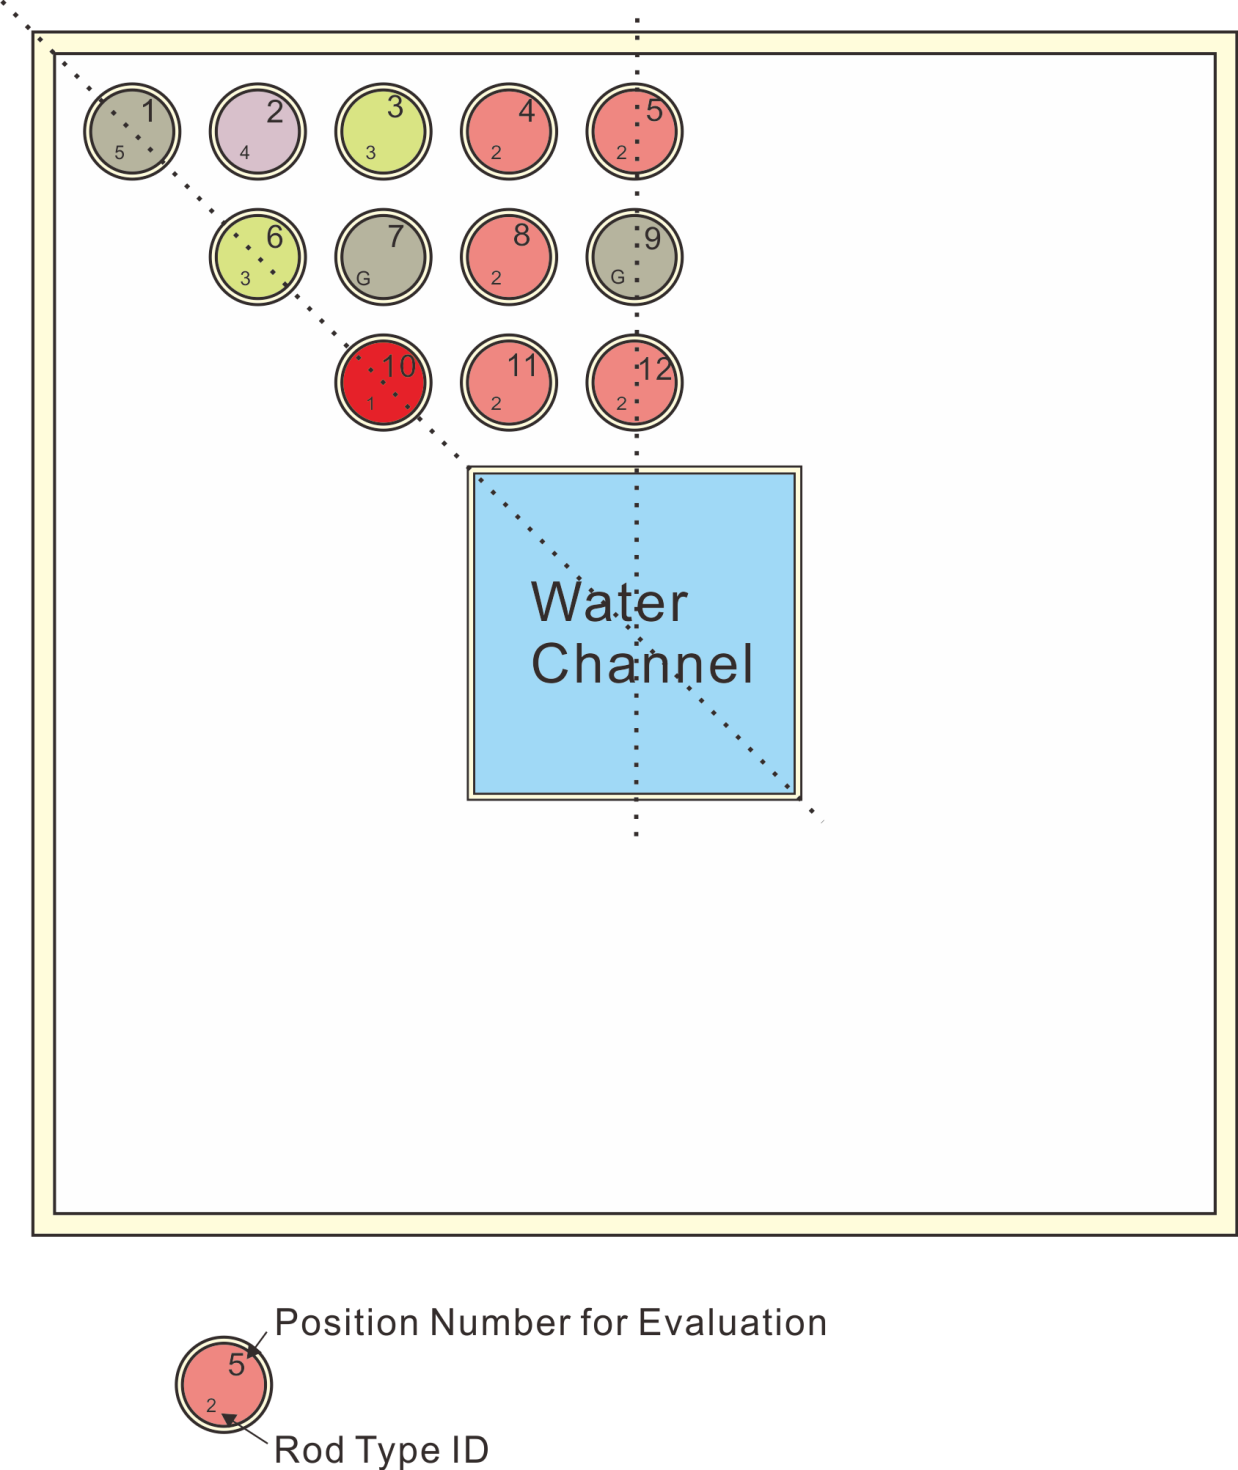 1 2 3 4 5
5 4 3 2 2
6 7 8 9
3 G 2 G
10 11 12
1 2 2
Water
Channel
Position Number for Evaluation
5
2
Rod Type ID